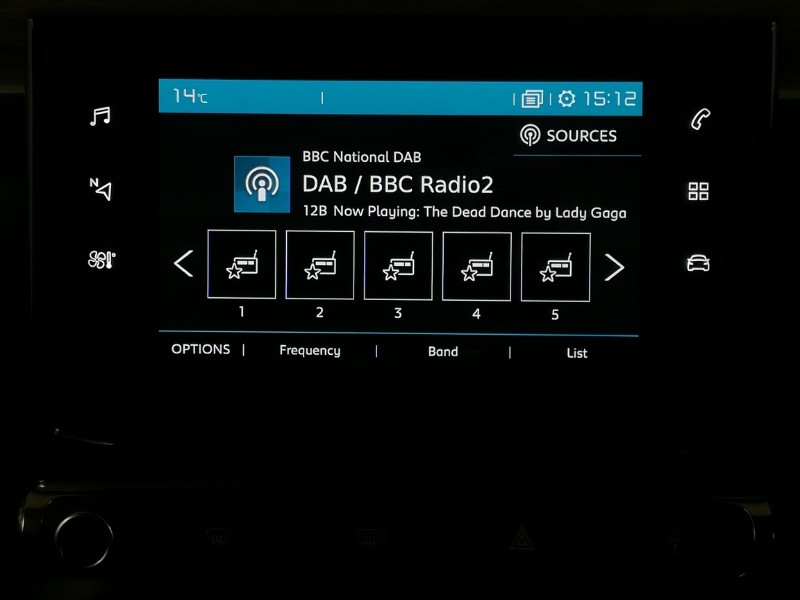 14°C
15:12
SOURCES
BBC National DAB
DAB / BBC Radio2
12B Now Playing: The Dead Dance by Lady Gaga
N
1 2 3 4 5
OPTIONS | Frequency | Band | List